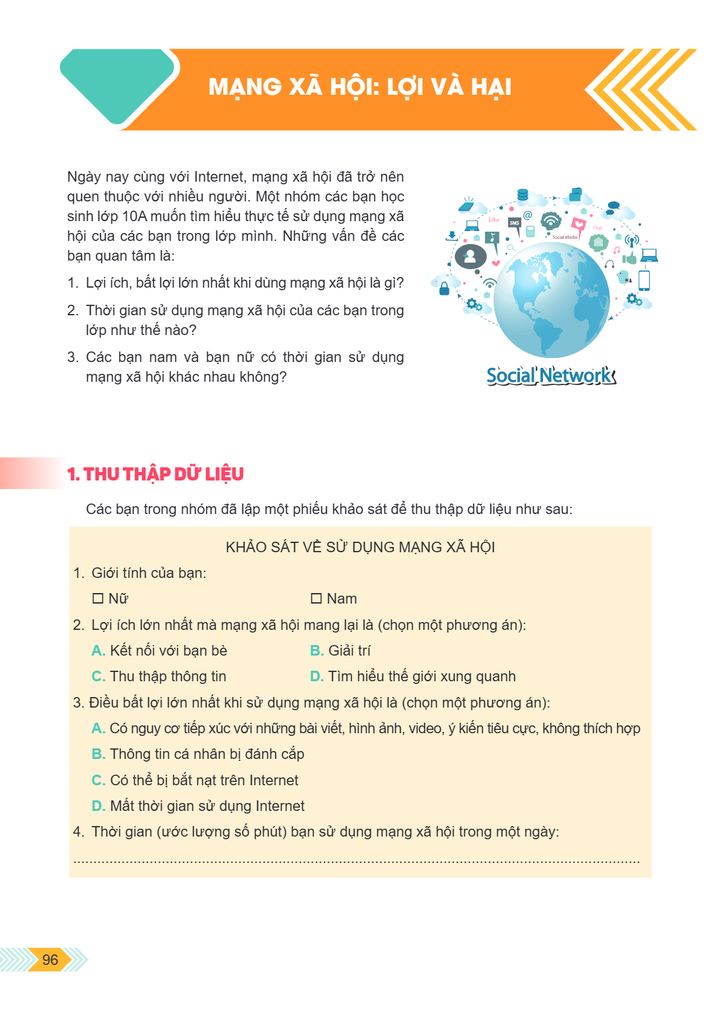 MẠNG XÃ HỘI: LỢI VÀ HẠI
Ngày nay cùng với Internet, mạng xã hội đã trở nên
quen thuộc với nhiều người. Một nhóm các bạn học
sinh lớp 10A muốn tìm hiểu thực tế sử dụng mạng xã
hội của các bạn trong lớp mình. Những vấn đề các
bạn quan tâm là:
1. Lợi ích, bất lợi lớn nhất khi dùng mạng xã hội là gì?
2. Thời gian sử dụng mạng xã hội của các bạn trong
lớp như thế nào?
3. Các bạn nam và bạn nữ có thời gian sử dụng
mạng xã hội khác nhau không?
Like
SMS
@
Social Media
Social Network
1. THU THẬP DỮ LIỆU
Các bạn trong nhóm đã lập một phiếu khảo sát để thu thập dữ liệu như sau:
KHẢO SÁT VỀ SỬ DỤNG MẠNG XÃ HỘI
1. Giới tính của bạn:
☐ Nữ ☐ Nam
2. Lợi ích lớn nhất mà mạng xã hội mang lại là (chọn một phương án):
A. Kết nối với bạn bè B. Giải trí
C. Thu thập thông tin D. Tìm hiểu thế giới xung quanh
3. Điều bất lợi lớn nhất khi sử dụng mạng xã hội là (chọn một phương án):
A. Có nguy cơ tiếp xúc với những bài viết, hình ảnh, video, ý kiến tiêu cực, không thích hợp
B. Thông tin cá nhân bị đánh cắp
C. Có thể bị bắt nạt trên Internet
D. Mất thời gian sử dụng Internet
4. Thời gian (ước lượng số phút) bạn sử dụng mạng xã hội trong một ngày:
96